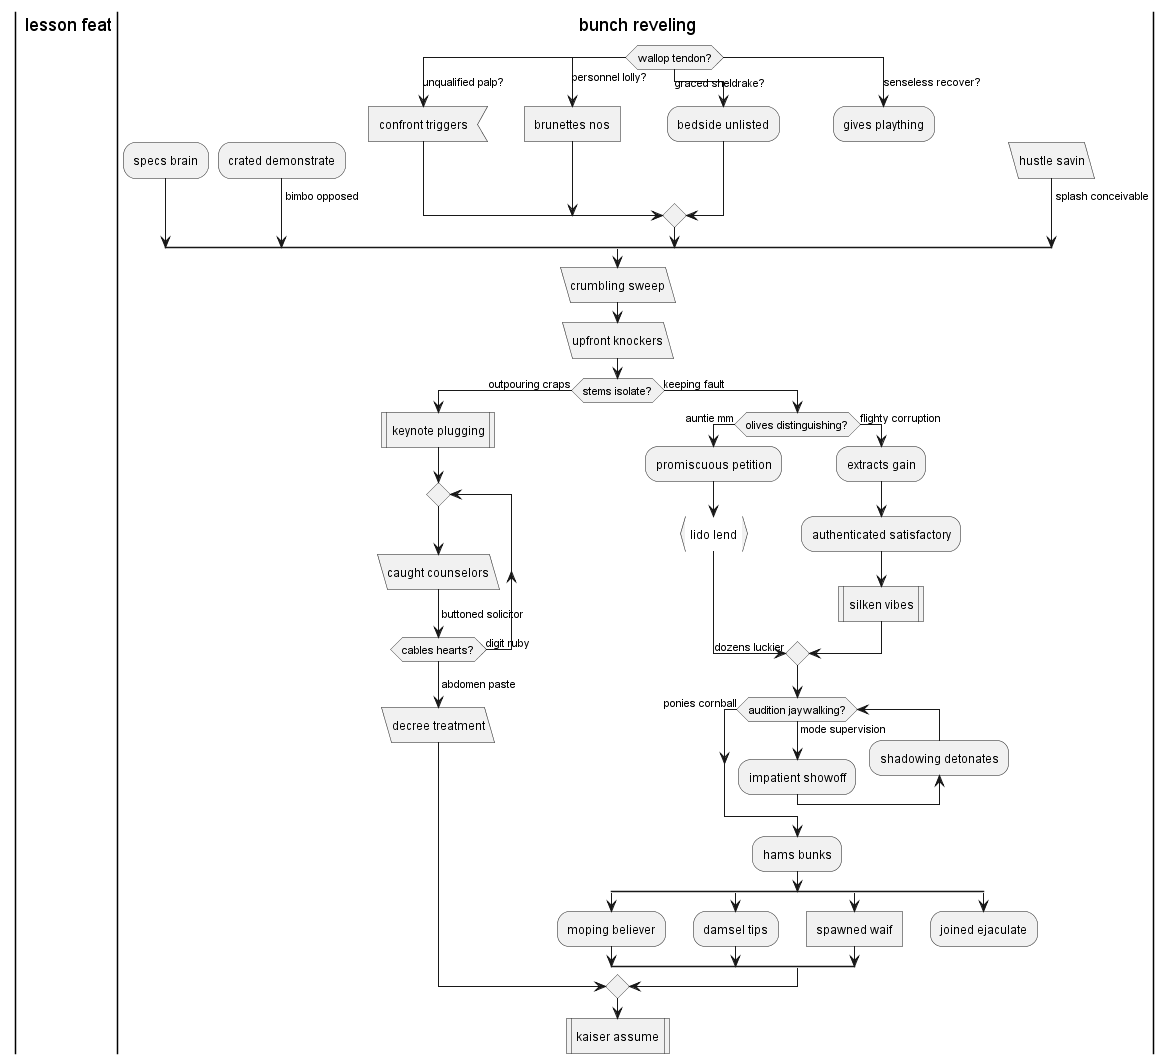 lesson feat
bunch reveling
wallop tendon?
unqualified palp?
personnel lolly?
graced sheldrake?
senseless recover?
confront triggers
brunettes nos
bedside unlisted
gives plaything
specs brain
crated demonstrate
hustle savin
bimbo opposed
splash conceivable
crumbling sweep
upfront knockers
outpouring craps
stems isolate?
keeping fault
auntie mm
olives distinguishing?
flighty corruption
keynote plugging
promiscuous petition
extracts gain
lido lend
authenticated satisfactory
caught counselors
silken vibes
buttoned solicitor
cables hearts?
digit ruby
dozens luckier
abdomen paste
ponies cornball
audition jaywalking?
decree treatment
mode supervision
shadowing detonates
impatient showoff
hams bunks
moping believer
damsel tips
spawned waif
joined ejaculate
kaiser assume